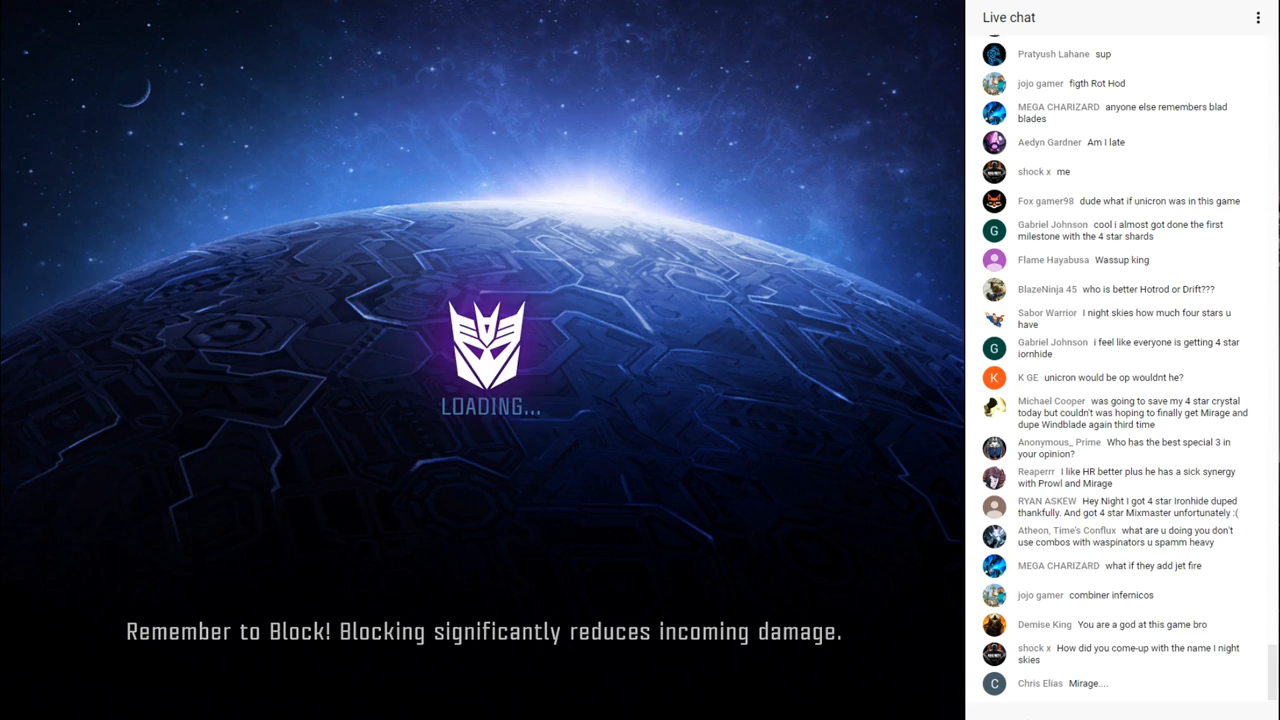 Live chat
Pratyush Lahane sup
jojo gamer figth Rot Hod
MEGA CHARIZARD anyone else remembers blad
blades
Aedyn Gardner Am I late
shock x me
Fox gamer98 dude what if unicron was in this game
Gabriel Johnson cool i almost got done the first
milestone with the 4 star shards
Flame Hayabusa Wassup king
BlazeNinja 45 who is better Hotrod or Drift???
Sabor Warrior I night skies how much four stars u
have
Gabriel Johnson i feel like everyone is getting 4 star
iornhide
K GE unicron would be op wouldnt he?
Michael Cooper was going to save my 4 star crystal
today but couldn't was hoping to finally get Mirage and
dupe Windblade again third time
Anonymous_ Prime Who has the best special 3 in
your opinion?
Reaperrr I like HR better plus he has a sick synergy
with Prowl and Mirage
RYAN ASKEW Hey Night I got 4 star Ironhide duped
thankfully. And got 4 star Mixmaster unfortunately :(
Atheon, Time's Conflux what are u doing you don't
use combos with waspinators u spamm heavy
MEGA CHARIZARD what if they add jet fire
jojo gamer combiner infernicos
Demise King You are a god at this game bro
shock x How did you come-up with the name I night
skies
Chris Elias Mirage....
G
G
K
C
LOADING...
Remember to Block! Blocking significantly reduces incoming damage.